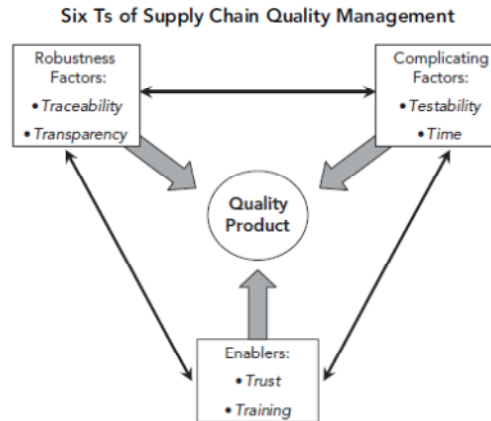 Six Ts of Supply Chain Quality Management
Robustness
Factors:
• Traceability
• Transparency
Complicating
Factors:
• Testability
• Time
Quality
Product
Enablers:
• Trust
• Training